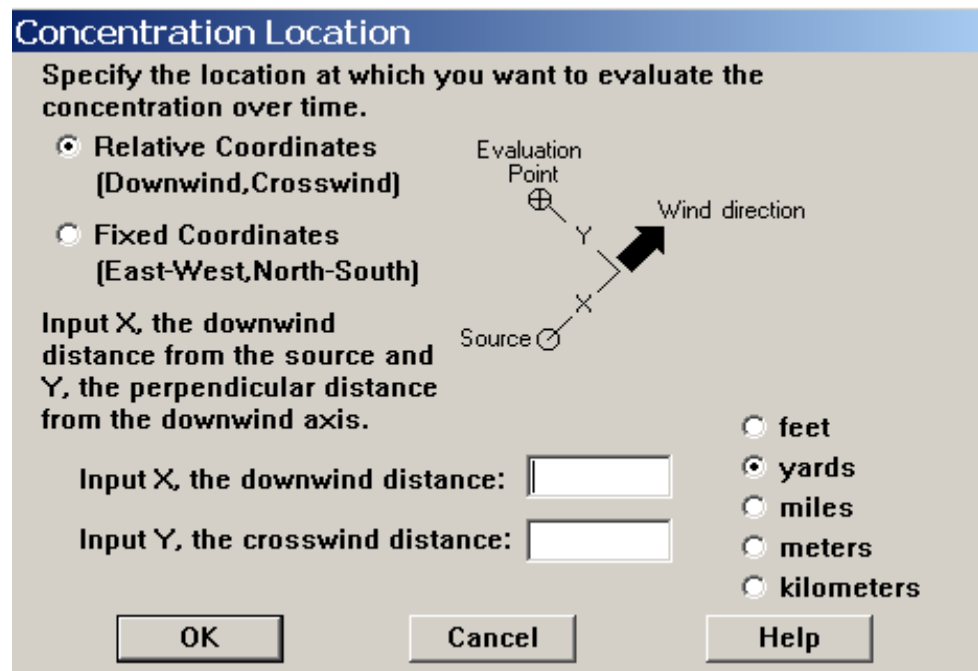 Concentration Location
Specify the location at which you want to evaluate the
concentration over time.
Relative Coordinates
(Downwind,Crosswind)
Fixed Coordinates
(East-West,North-South)
Evaluation
Point
Wind direction
Y
X
Source
Input X, the downwind
distance from the source and
Y, the perpendicular distance
from the downwind axis.
Input X, the downwind distance:
Input Y, the crosswind distance:
feet
yards
miles
meters
kilometers
OK
Cancel
Help